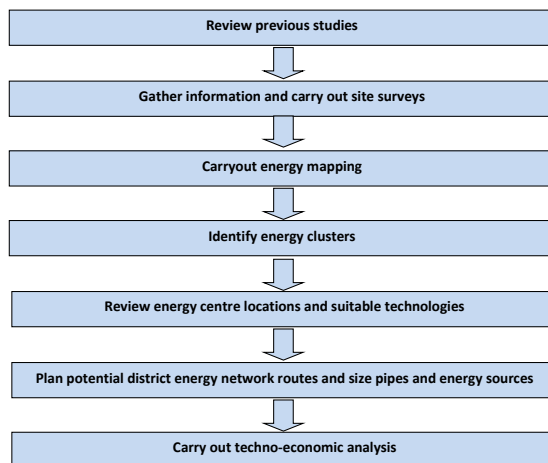 Review previous studies
Gather information and carry out site surveys
Carryout energy mapping
Identify energy clusters
Review energy centre locations and suitable technologies
Plan potential district energy network routes and size pipes and energy sources
Carry out techno-economic analysis